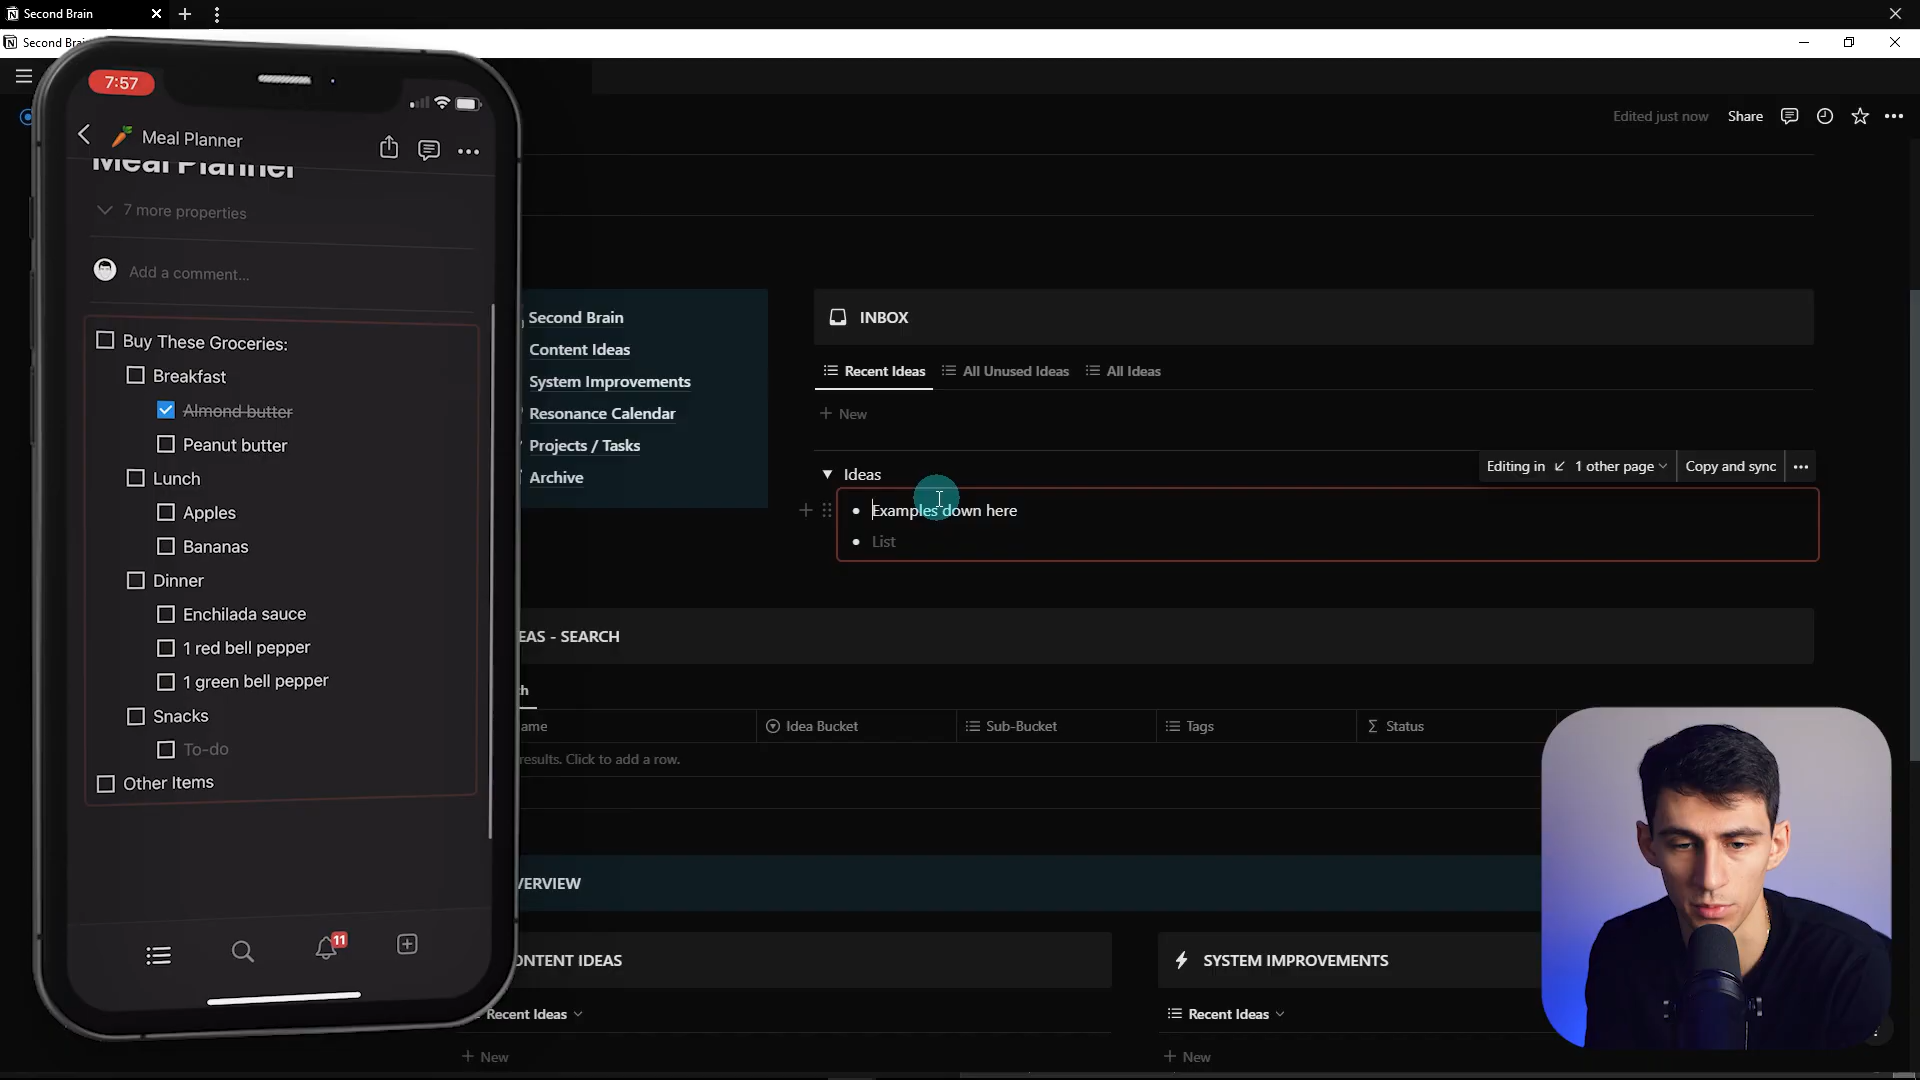 Second Brain
Second Bra
7:57
Meal Planner
Meal Planner
7 more properties
Add a comment...
Buy These Groceries:
Breakfast
Almond butter
Peanut butter
Lunch
Apples
Bananas
Dinner
Enchilada sauce
1 red bell pepper
1 green bell pepper
Snacks
To-do
Other Items
11
Edited just now
Share
Second Brain
Content Ideas
System Improvements
Resonance Calendar
Projects / Tasks
Archive
INBOX
Recent Ideas
All Unused Ideas
All Ideas
New
Ideas
Editing in 1 other page
Copy and sync
Examples down here
List
EAS - SEARCH
ch
ame
Idea Bucket
Sub-Bucket
Tags
Status
results. Click to add a row.
VERVIEW
ONTENT IDEAS
Recent Ideas
New
SYSTEM IMPROVEMENTS
Recent Ideas
New